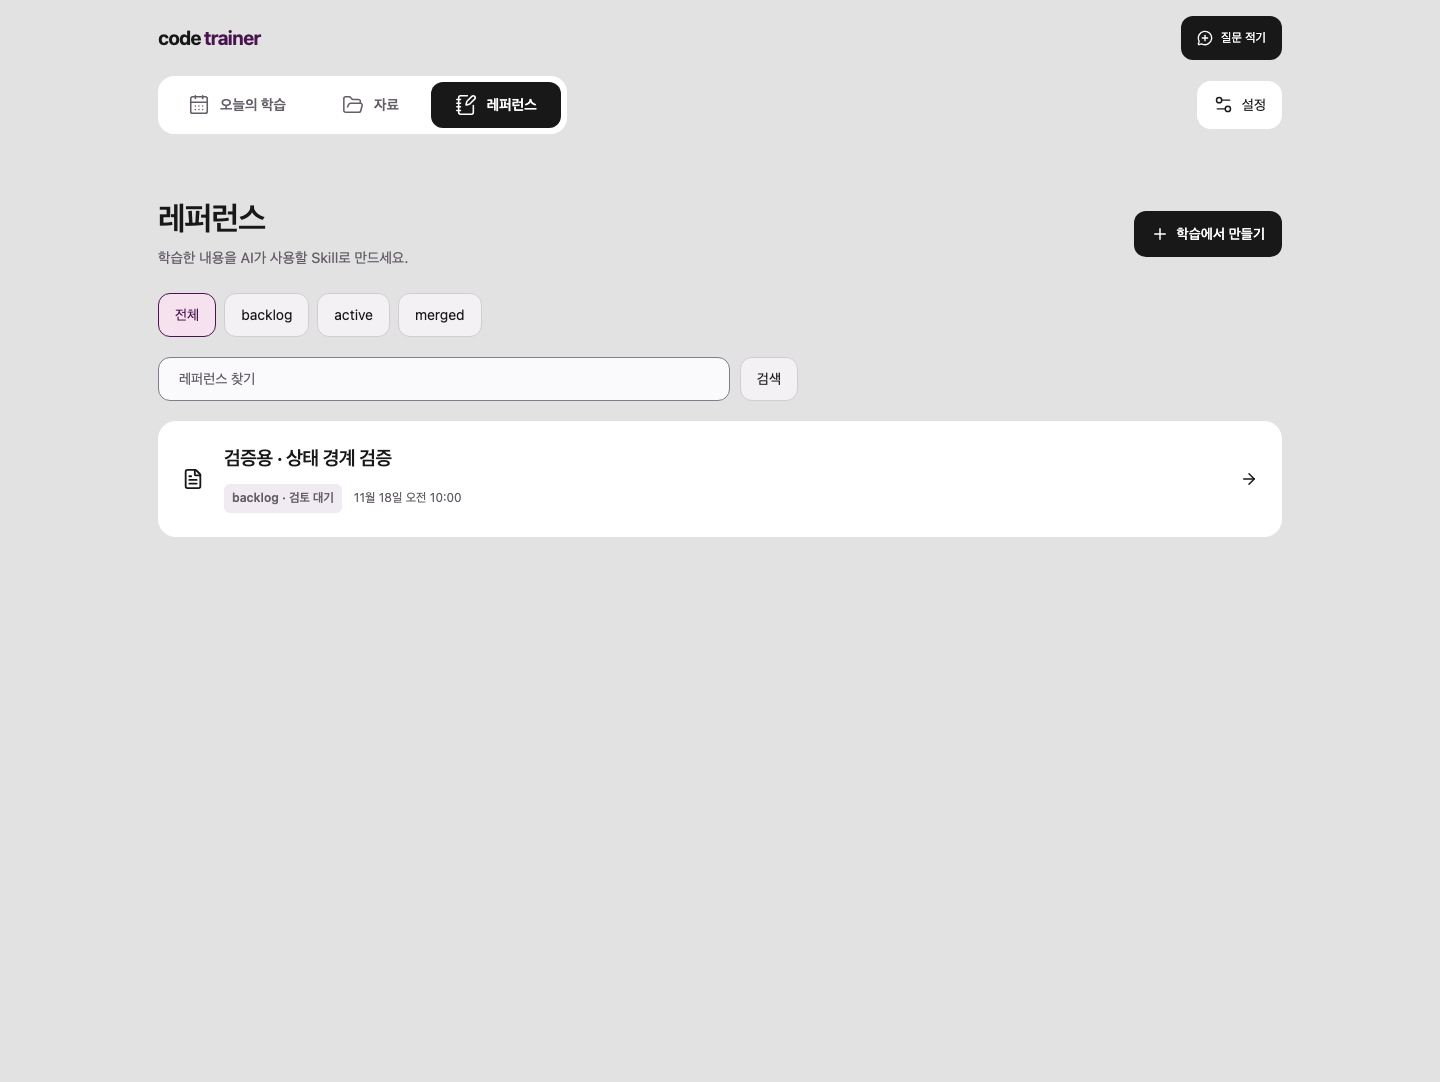 code trainer
질문 적기
오늘의 학습
자료
레퍼런스
설정
레퍼런스
학습한 내용을 AI가 사용할 Skill로 만드세요.
학습에서 만들기
전체
backlog
active
merged
레퍼런스 찾기
검색
검증용 · 상태 경계 검증
backlog · 검토 대기
11월 18일 오전 10:00